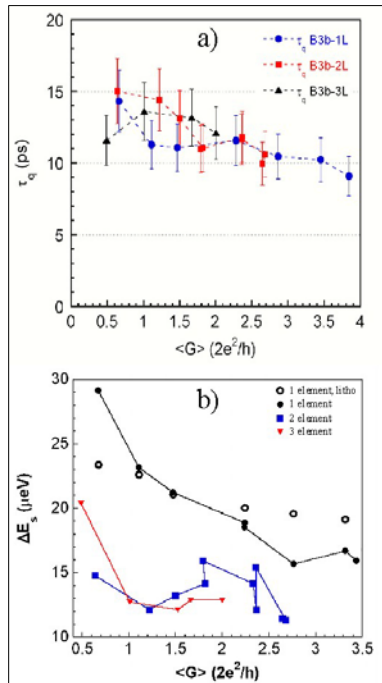 a)
τq B3b-1L
τq B3b-2L
τq B3b-3L
20
15
10
5
0
τq (ps)
0 0.5 1 1.5 2 2.5 3 3.5 4
<G> (2e²/h)
b)
1 element, litho
1 element
2 element
3 element
30
25
20
15
10
ΔEs (μeV)
0.5 1.0 1.5 2.0 2.5 3.0 3.5
<G> (2e²/h)